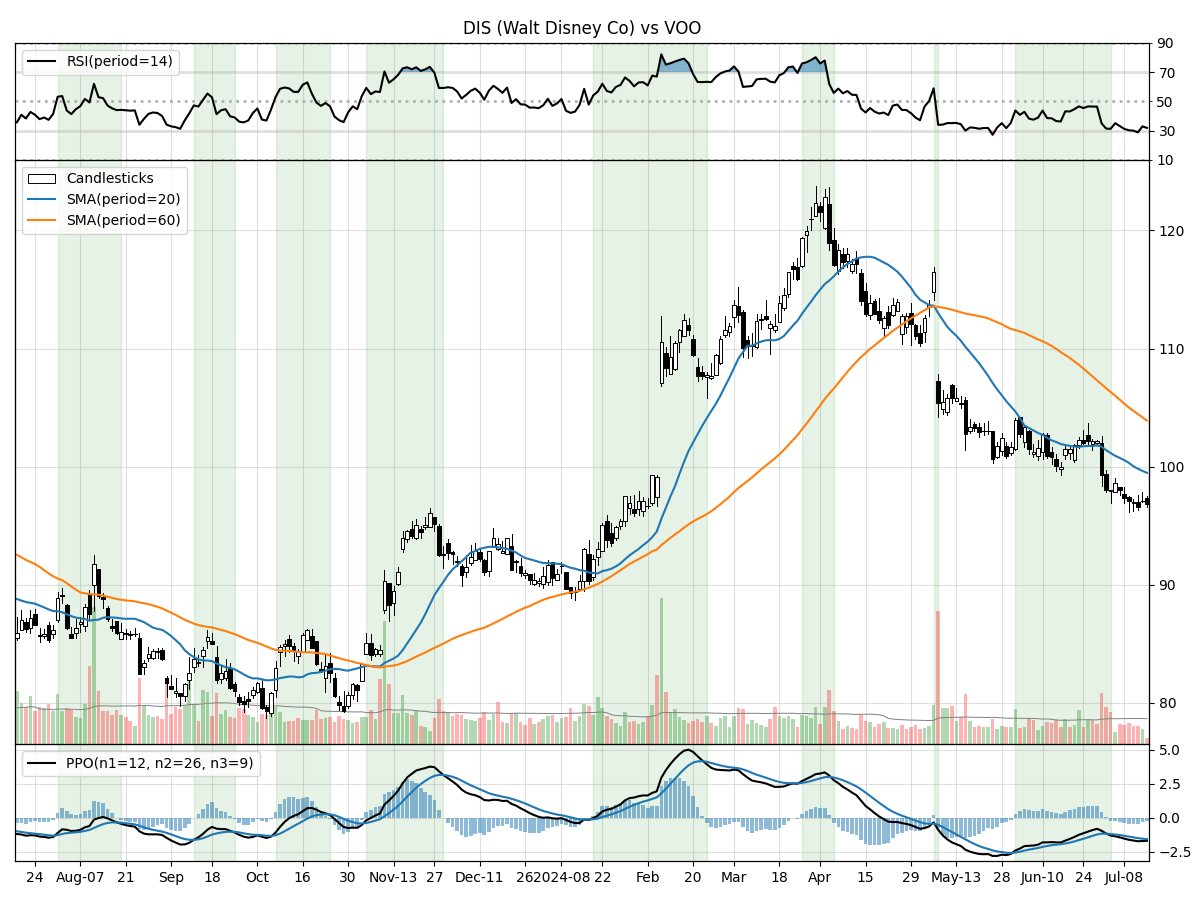 DIS (Walt Disney Co) vs VOO
RSI(period=14)
90
70
50
30
10
Candlesticks
SMA(period=20)
SMA(period=60)
120
110
100
90
80
PPO(n1=12, n2=26, n3=9)
5.0
2.5
0.0
−2.5
24 Aug-07 21 Sep 18 Oct 16 30 Nov-13 27 Dec-11 26 2024-08 22 Feb 20 Mar 18 Apr 15 29 May-13 28 Jun-10 24 Jul-08